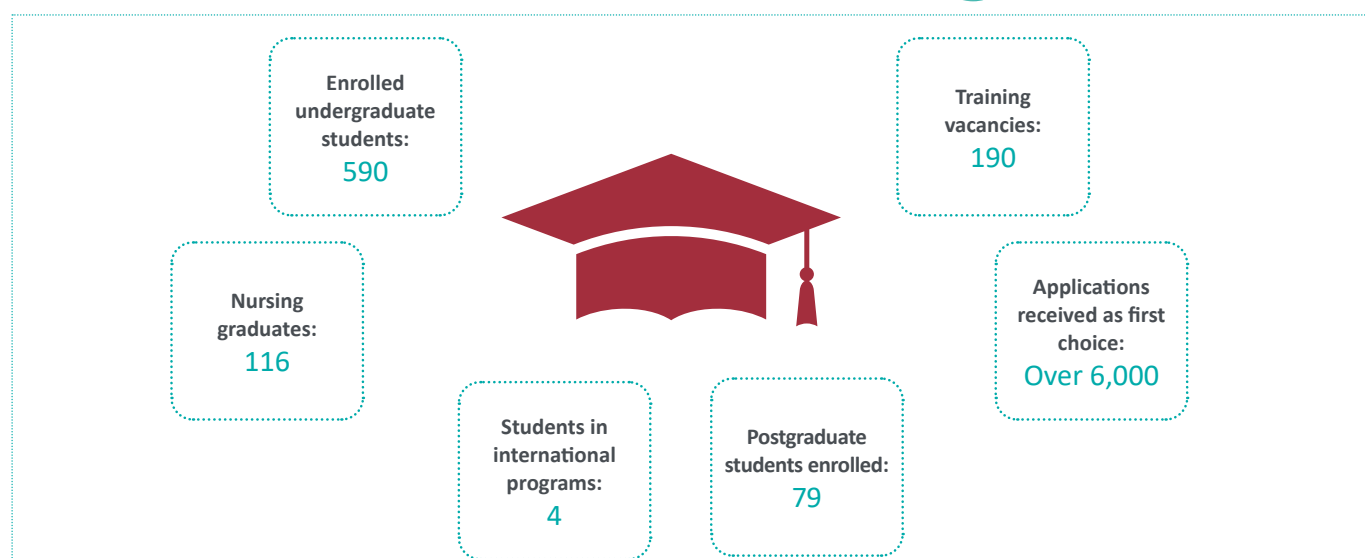 Enrolled
undergraduate
students:
590
Training
vacancies:
190
Nursing
graduates:
116
Applications
received as first
choice:
Over 6,000
Students in
international
programs:
4
Postgraduate
students enrolled:
79